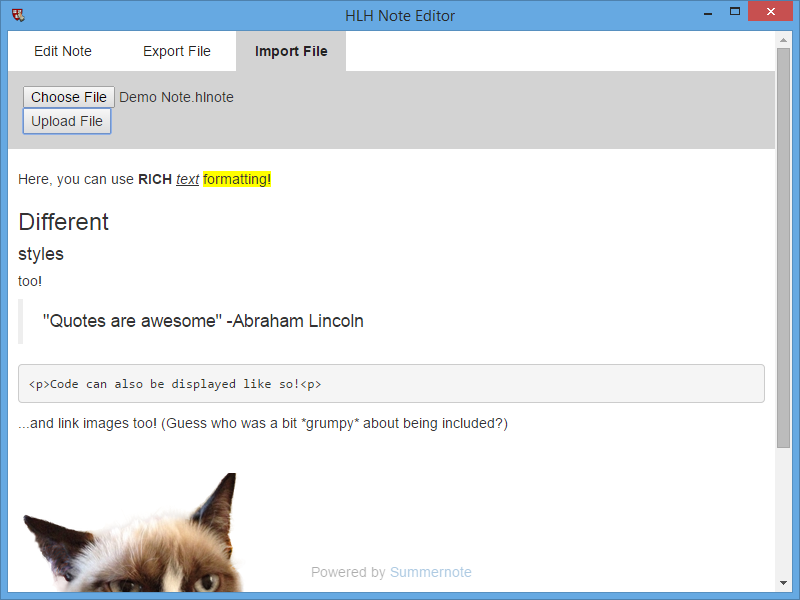 HLH Note Editor
Edit Note Export File Import File
Choose File Demo Note.hlnote
Upload File
Here, you can use RICH text formatting!
Different
styles
too!
"Quotes are awesome" -Abraham Lincoln
<p>Code can also be displayed like so!<p>
...and link images too! (Guess who was a bit *grumpy* about being included?)
Powered by Summernote